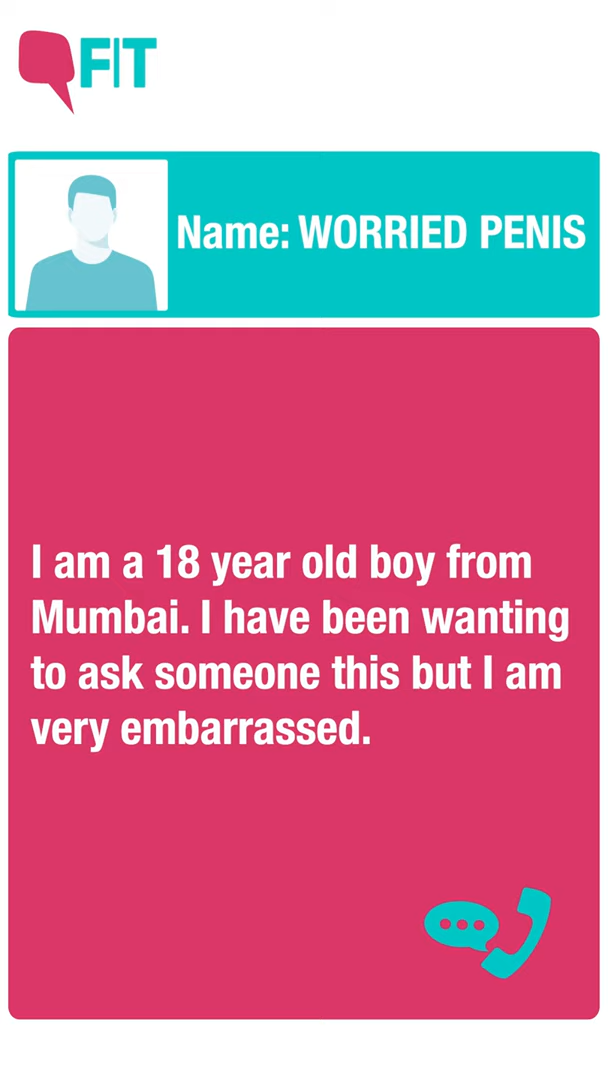 FIT
Name: WORRIED PENIS
I am a 18 year old boy from
Mumbai. I have been wanting
to ask someone this but I am
very embarrassed.